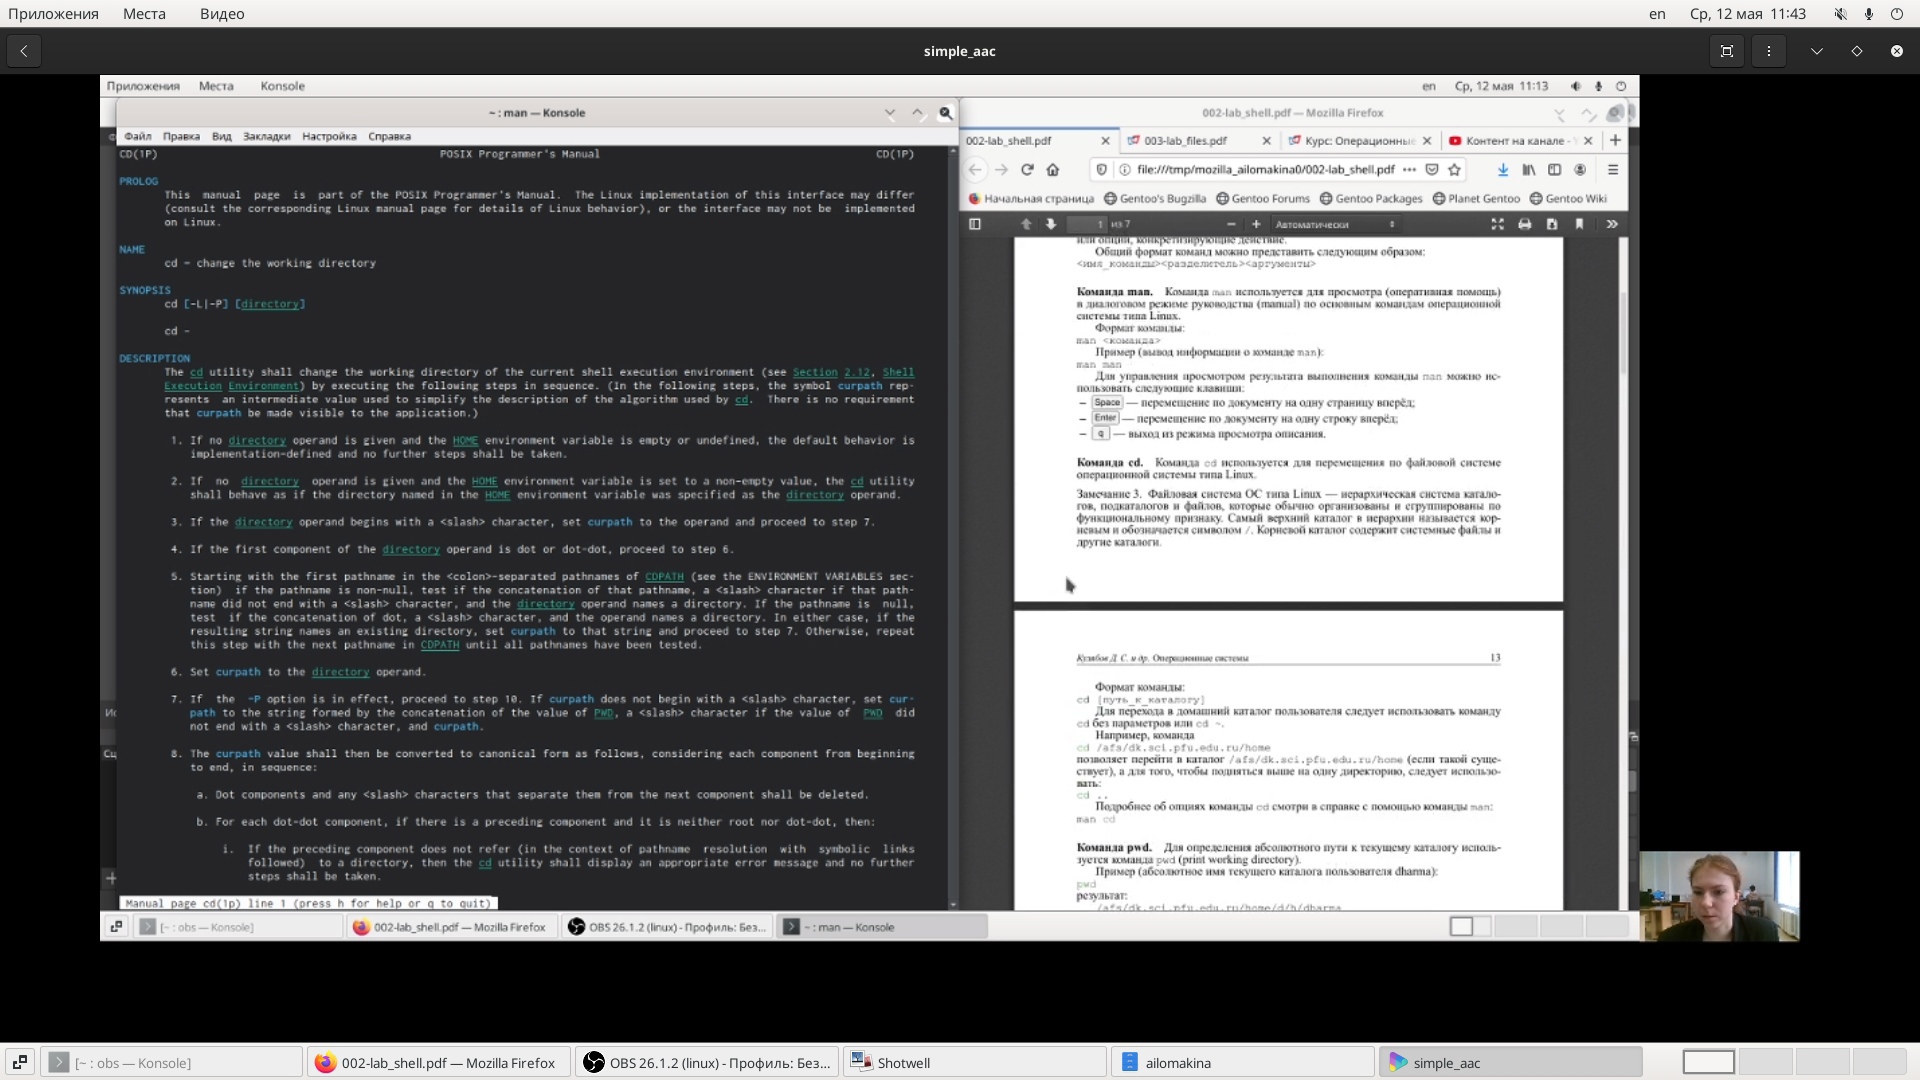 Приложения Места Видео en Ср, 12 мая 11:43
simple_aac
Приложения Места Konsole en Ср, 12 мая 11:13
~ : man — Konsole
Файл Правка Вид Закладки Настройка Справка
CD(1P) POSIX Programmer's Manual CD(1P)
PROLOG
This manual page is part of the POSIX Programmer's Manual. The Linux implementation of this interface may differ
(consult the corresponding Linux manual page for details of Linux behavior), or the interface may not be implemented
on Linux.
NAME
cd - change the working directory
SYNOPSIS
cd [-L|-P] [directory]
cd -
DESCRIPTION
The cd utility shall change the working directory of the current shell execution environment (see Section 2.12, Shell
Execution Environment) by executing the following steps in sequence. (In the following steps, the symbol curpath rep-
resents an intermediate value used to simplify the description of the algorithm used by cd. There is no requirement
that curpath be made visible to the application.)
1. If no directory operand is given and the HOME environment variable is empty or undefined, the default behavior is
implementation-defined and no further steps shall be taken.
2. If no directory operand is given and the HOME environment variable is set to a non-empty value, the cd utility
shall behave as if the directory named in the HOME environment variable was specified as the directory operand.
3. If the directory operand begins with a <slash> character, set curpath to the operand and proceed to step 7.
4. If the first component of the directory operand is dot or dot-dot, proceed to step 6.
5. Starting with the first pathname in the <colon>-separated pathnames of CDPATH (see the ENVIRONMENT VARIABLES sec-
tion) if the pathname is non-null, test if the concatenation of that pathname, a <slash> character if that path-
name did not end with a <slash> character, and the directory operand names a directory. If the pathname is null,
test if the concatenation of dot, a <slash> character, and the operand names a directory. In either case, if the
resulting string names an existing directory, set curpath to that string and proceed to step 7. Otherwise, repeat
this step with the next pathname in CDPATH until all pathnames have been tested.
6. Set curpath to the directory operand.
7. If the -P option is in effect, proceed to step 10. If curpath does not begin with a <slash> character, set cur-
path to the string formed by the concatenation of the value of PWD, a <slash> character if the value of PWD did
not end with a <slash> character, and curpath.
8. The curpath value shall then be converted to canonical form as follows, considering each component from beginning
to end, in sequence:
a. Dot components and any <slash> characters that separate them from the next component shall be deleted.
b. For each dot-dot component, if there is a preceding component and it is neither root nor dot-dot, then:
i. If the preceding component does not refer (in the context of pathname resolution with symbolic links
followed) to a directory, then the cd utility shall display an appropriate error message and no further
steps shall be taken.
Manual page cd(1p) line 1 (press h for help or q to quit)
002-lab_shell.pdf — Mozilla Firefox
002-lab_shell.pdf 003-lab_files.pdf Курс: Операционные Контент на канале -
file:///tmp/mozilla_ailomakina0/002-lab_shell.pdf
Начальная страница Gentoo's Bugzilla Gentoo Forums Gentoo Packages Planet Gentoo Gentoo Wiki
1 из 7 Автоматически
или опции, конкретизирующие действие.
Общий формат команд можно представить следующим образом:
<имя_команды><разделитель><аргументы>
Команда man. Команда man используется для просмотра (оперативная помощь)
в диалоговом режиме руководства (manual) по основным командам операционной
системы типа Linux.
Формат команды:
man <команда>
Пример (вывод информации о команде man):
man man
Для управления просмотром результата выполнения команды man можно ис-
пользовать следующие клавиши:
– Space — перемещение по документу на одну страницу вперёд;
– Enter — перемещение по документу на одну строку вперёд;
– q — выход из режима просмотра описания.
Команда cd. Команда cd используется для перемещения по файловой системе
операционной системы типа Linux.
Замечание 3. Файловая система ОС типа Linux — иерархическая система катало-
гов, подкаталогов и файлов, которые обычно организованы и сгруппированы по
функциональному признаку. Самый верхний каталог в иерархии называется кор-
невым и обозначается символом /. Корневой каталог содержит системные файлы и
другие каталоги.
Кулябов Д. С. и др. Операционные системы 13
Формат команды:
cd [путь_к_каталогу]
Для перехода в домашний каталог пользователя следует использовать команду
cd без параметров или cd ~.
Например, команда
cd /afs/dk.sci.pfu.edu.ru/home
позволяет перейти в каталог /afs/dk.sci.pfu.edu.ru/home (если такой суще-
ствует), а для того, чтобы подняться выше на одну директорию, следует использо-
вать:
cd ..
Подробнее об опциях команды cd смотри в справке с помощью команды man:
man cd
Команда pwd. Для определения абсолютного пути к текущему каталогу исполь-
зуется команда pwd (print working directory).
Пример (абсолютное имя текущего каталога пользователя dharma):
pwd
результат:
/afs/dk.sci.pfu.edu.ru/home/d/h/dharma
[~ : obs — Konsole] 002-lab_shell.pdf — Mozilla Firefox OBS 26.1.2 (linux) - Профиль: Без... ~ : man — Konsole
[~ : obs — Konsole] 002-lab_shell.pdf — Mozilla Firefox OBS 26.1.2 (linux) - Профиль: Без... Shotwell ailomakina simple_aac